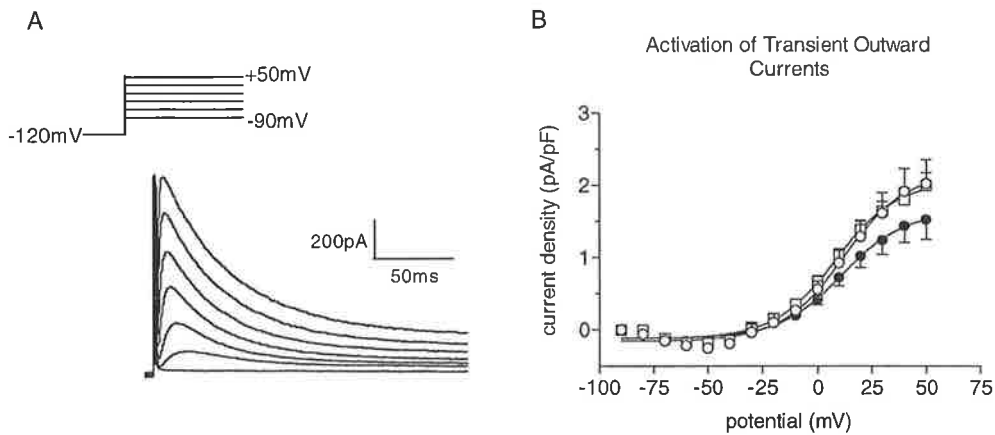 A
+50mV
-90mV
-120mV
200pA
50ms
B
Activation of Transient Outward
Currents
current density (pA/pF)
3
2
1
0
-100 -75 -50 -25 0 25 50 75
potential (mV)